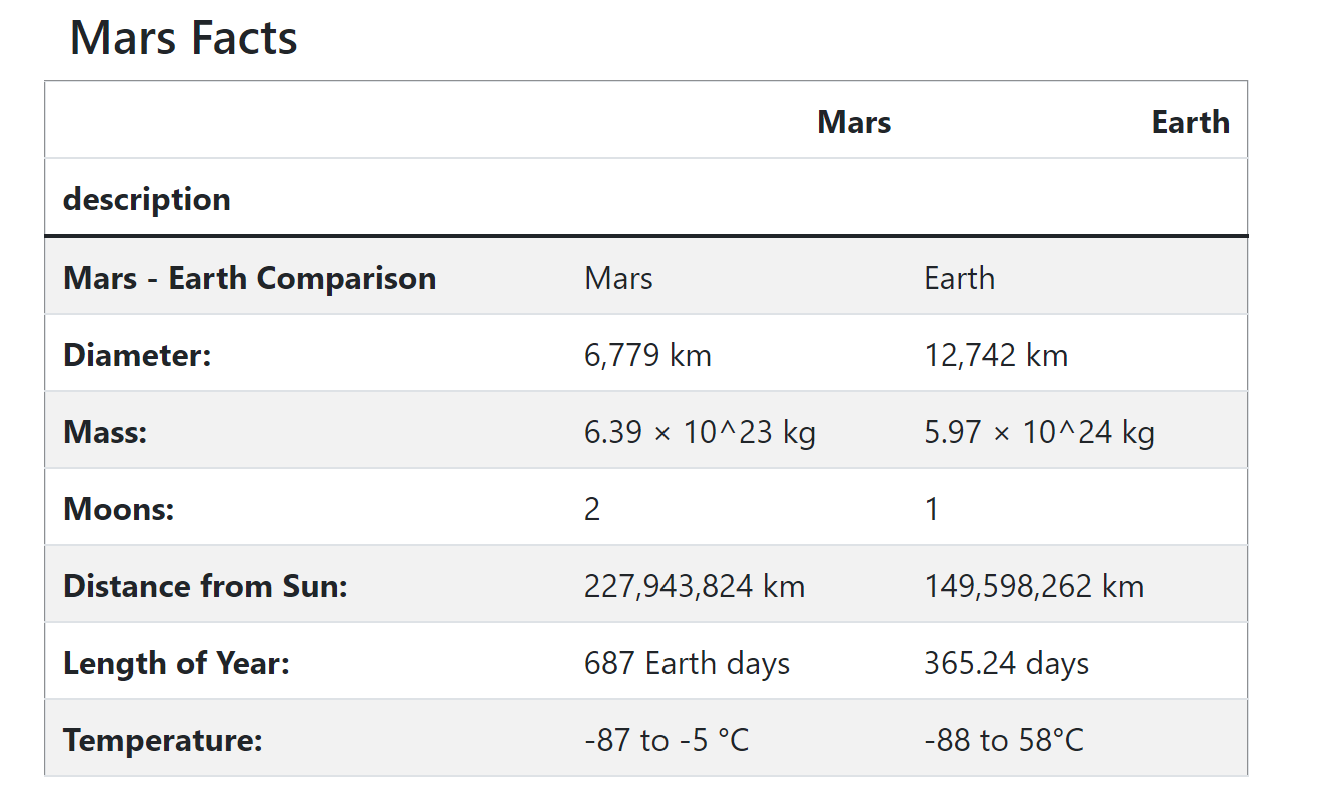 Mars Facts
Mars Earth
description
Mars - Earth Comparison Mars Earth
Diameter: 6,779 km 12,742 km
Mass: 6.39 × 10^23 kg 5.97 × 10^24 kg
Moons: 2 1
Distance from Sun: 227,943,824 km 149,598,262 km
Length of Year: 687 Earth days 365.24 days
Temperature: -87 to -5 °C -88 to 58°C